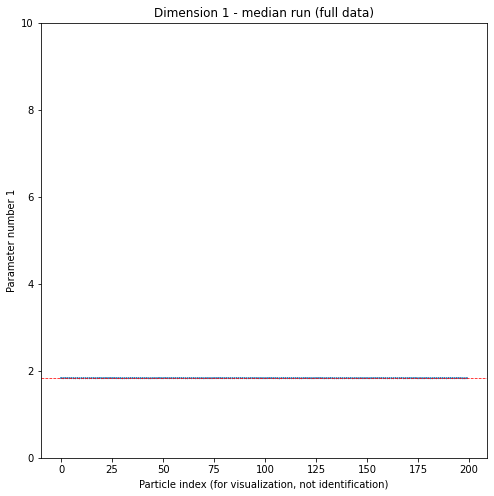 Dimension 1 - median run (full data)
10
8
6
4
2
0
Parameter number 1
0 25 50 75 100 125 150 175 200
Particle index (for visualization, not identification)